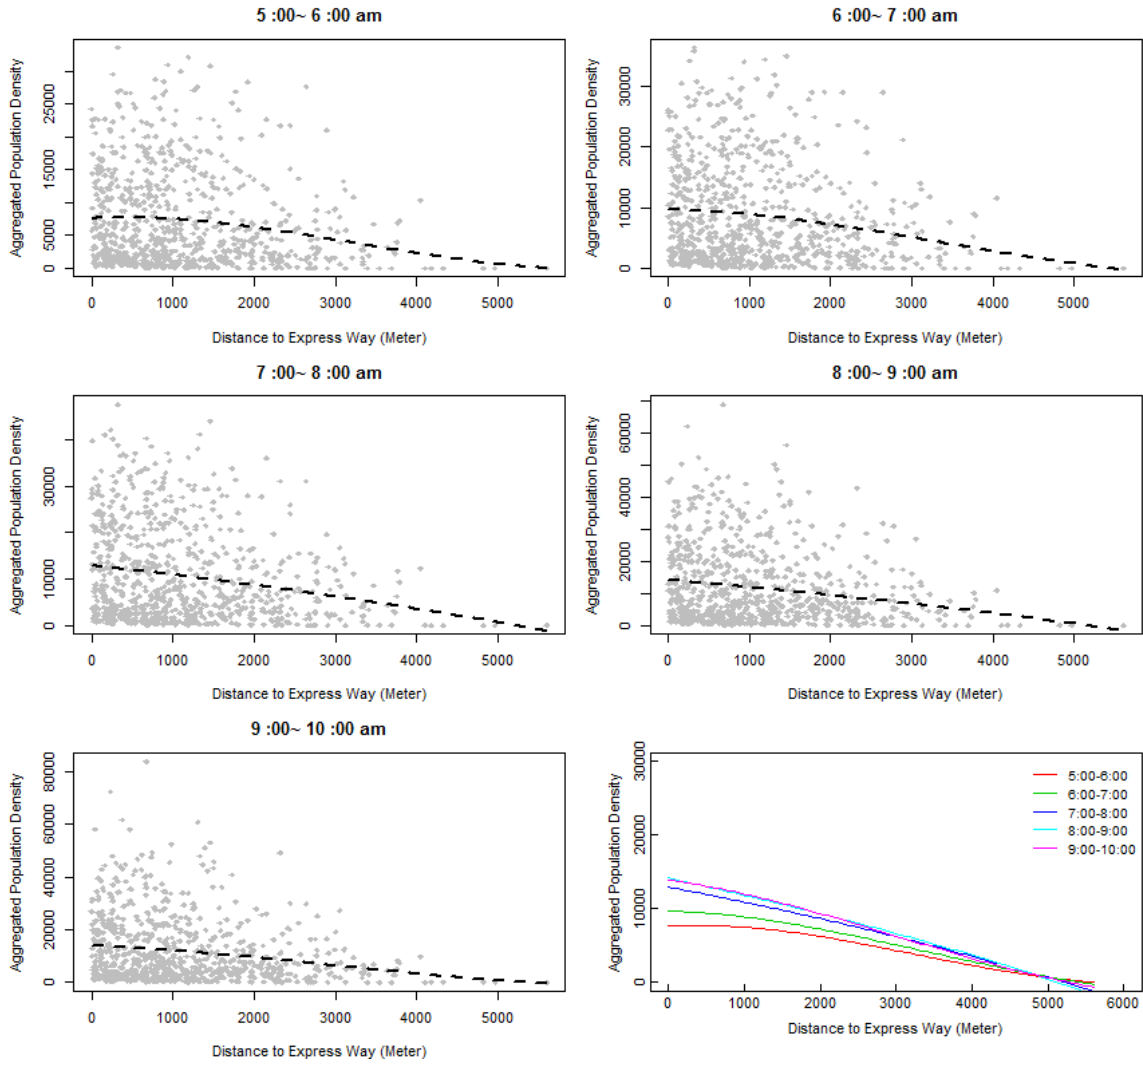 5 :00~ 6 :00 am
Aggregated Population Density
0
5000
15000
25000
0 1000 2000 3000 4000 5000
Distance to Express Way (Meter)
6 :00~ 7 :00 am
Aggregated Population Density
0
10000
20000
30000
0 1000 2000 3000 4000 5000
Distance to Express Way (Meter)
7 :00~ 8 :00 am
Aggregated Population Density
0
10000
30000
0 1000 2000 3000 4000 5000
Distance to Express Way (Meter)
8 :00~ 9 :00 am
Aggregated Population Density
0
20000
40000
60000
0 1000 2000 3000 4000 5000
Distance to Express Way (Meter)
9 :00~ 10 :00 am
Aggregated Population Density
0
20000
40000
60000
80000
0 1000 2000 3000 4000 5000
Distance to Express Way (Meter)
Aggregated Population Density
0
10000
20000
30000
5:00-6:00
6:00-7:00
7:00-8:00
8:00-9:00
9:00-10:00
0 1000 2000 3000 4000 5000 6000
Distance to Express Way (Meter)